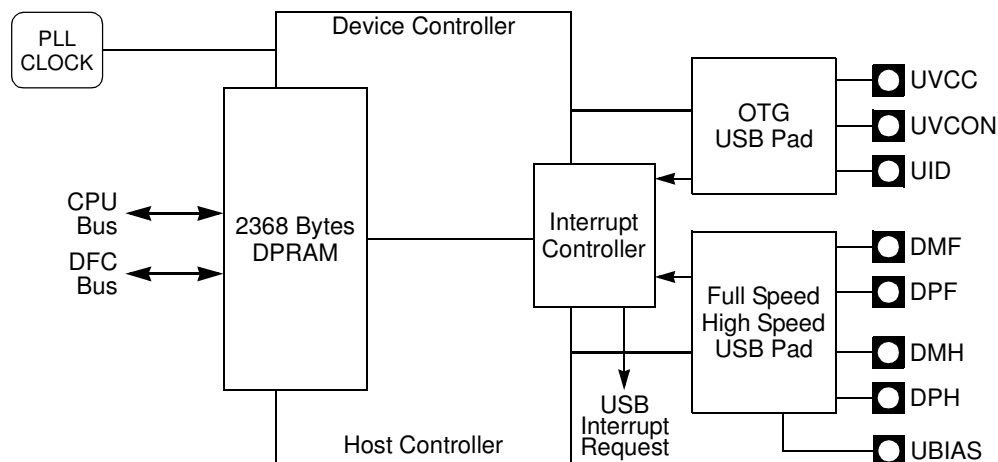 PLL
CLOCK
Device Controller
OTG
USB Pad
UVCC
UVCON
UID
CPU
Bus
DFC
Bus
2368 Bytes
DPRAM
Interrupt
Controller
Full Speed
High Speed
USB Pad
DMF
DPF
DMH
DPH
UBIAS
USB
Interrupt
Request
Host Controller